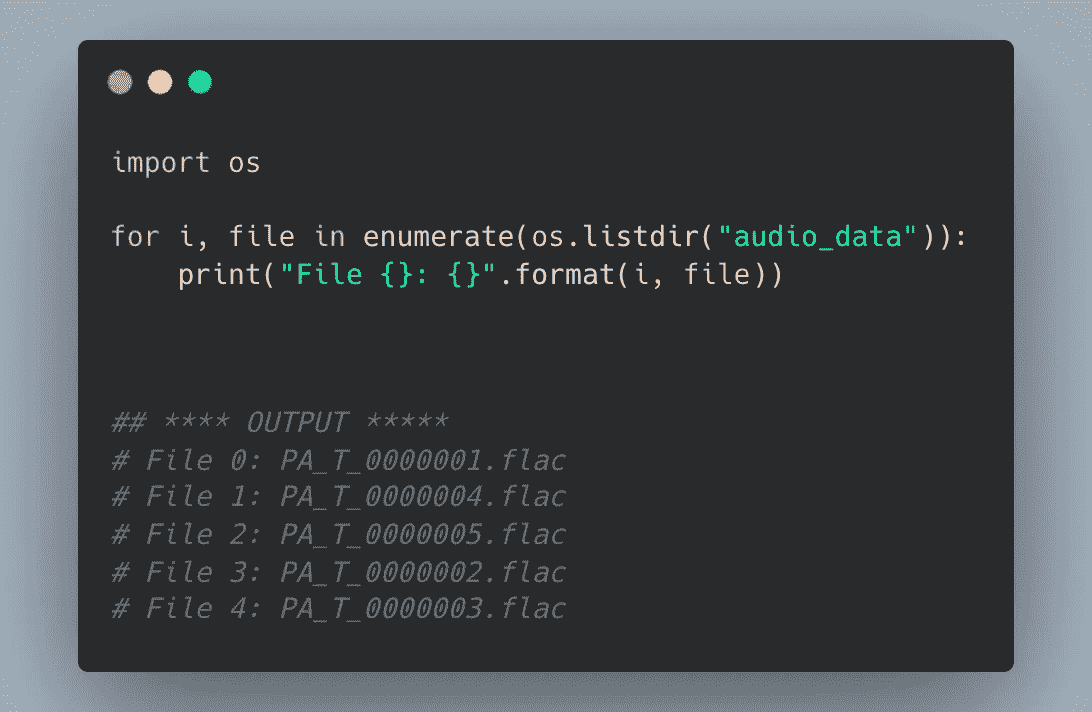 import os
for i, file in enumerate(os.listdir("audio_data")):
    print("File {}: {}".format(i, file))
## **** OUTPUT *****
# File 0: PA_T_0000001.flac
# File 1: PA_T_0000004.flac
# File 2: PA_T_0000005.flac
# File 3: PA_T_0000002.flac
# File 4: PA_T_0000003.flac